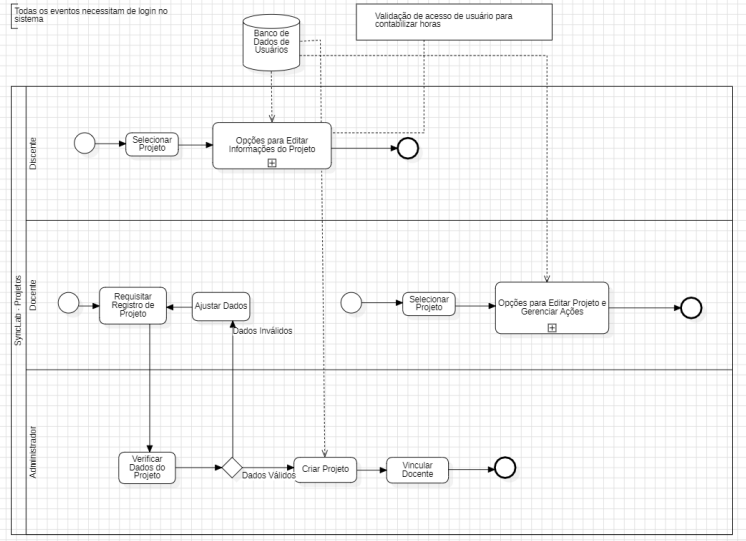 Todas os eventos necessitam de login no
sistema
Banco de
Dados de
Usuários
Validação de acesso de usuário para
contabilizar horas
SyncLab - Projetos
Discente
Selecionar
Projeto
Opções para Editar
Informações do Projeto
Docente
Requisitar
Registro de
Projeto
Ajustar Dados
Dados Inválidos
Selecionar
Projeto
Opções para Editar Projeto e
Gerenciar Ações
Administrador
Verificar
Dados do
Projeto
Dados Válidos
Criar Projeto
Vincular
Docente